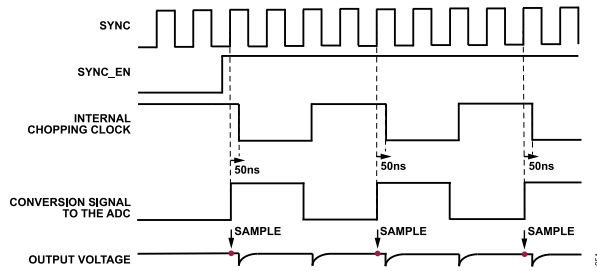 SYNC
SYNC_EN
INTERNAL
CHOPPING CLOCK
50ns
50ns
50ns
CONVERSION SIGNAL
TO THE ADC
SAMPLE
SAMPLE
SAMPLE
OUTPUT VOLTAGE